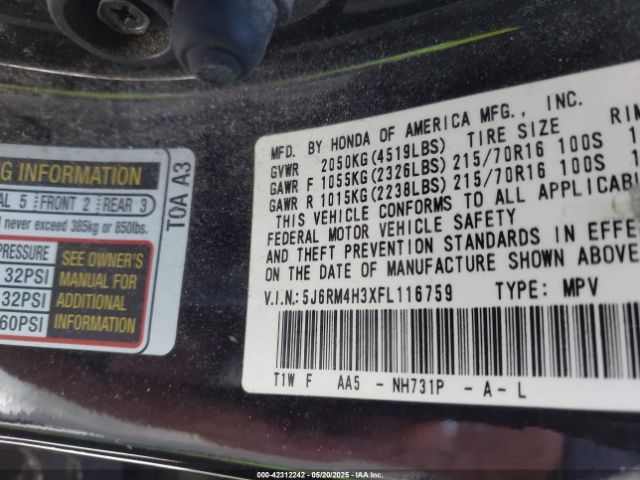 G INFORMATION
AL 5 FRONT 2 REAR 3
never exceed 385kg or 850lbs.
PRESSURE
32PSI
32PSI
60PSI
SEE OWNER'S
MANUAL FOR
ADDITIONAL
INFORMATION
T0A A3
MFD. BY HONDA OF AMERICA MFG., INC.
GVWR 2050KG(4519LBS) TIRE SIZE RIM
GAWR F 1055KG(2326LBS) 215/70R16 100S
GAWR R 1015KG(2238LBS) 215/70R16 100S
THIS VEHICLE CONFORMS TO ALL APPLICABL
FEDERAL MOTOR VEHICLE SAFETY
AND THEFT PREVENTION STANDARDS IN EFFE
ON THE DATE OF MANUFACTURE SHOWN ABOVE
V.I.N.:5J6RM4H3XFL116759 TYPE: MPV
T1W F AA5 - NH731P - A - L
000-42312242 — 05/20/2025 — IAA Inc.